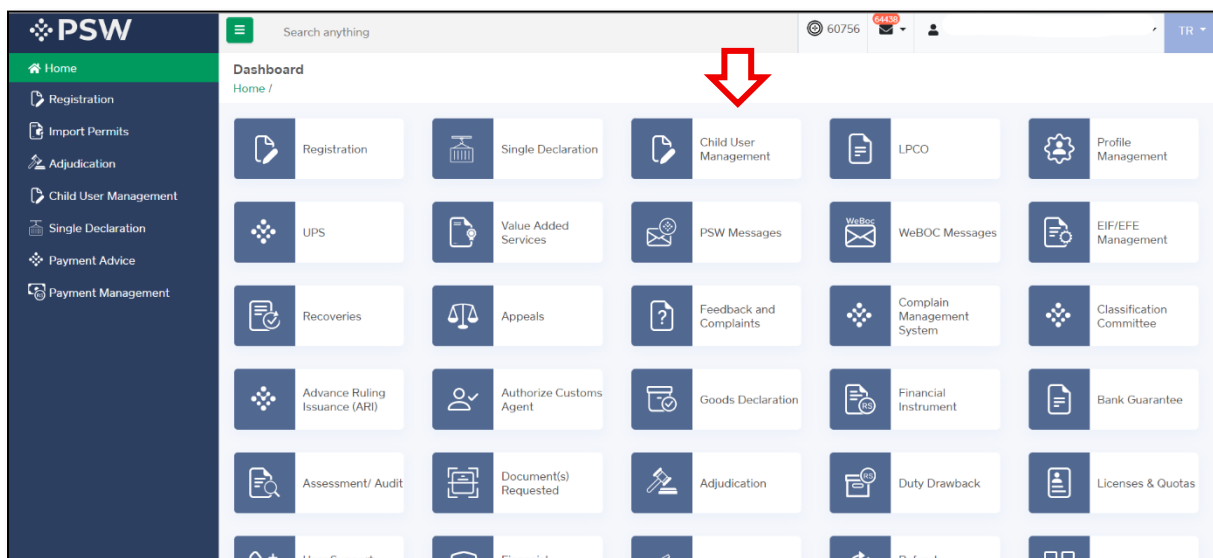 PSW
Search anything
60756
64438
TR
Home
Registration
Import Permits
Adjudication
Child User Management
Single Declaration
Payment Advice
Payment Management
Dashboard
Home /
Registration
Single Declaration
Child User
Management
LPCO
Profile
Management
UPS
Value Added
Services
PSW Messages
WeBoc
WeBOC Messages
EIF/EFE
Management
Recoveries
Appeals
Feedback and
Complaints
Complain
Management
System
Classification
Committee
Advance Ruling
Issuance (ARI)
Authorize Customs
Agent
Goods Declaration
RS
Financial
Instrument
Bank Guarantee
Assessment/ Audit
Document(s)
Requested
Adjudication
RS
Duty Drawback
Licenses & Quotas